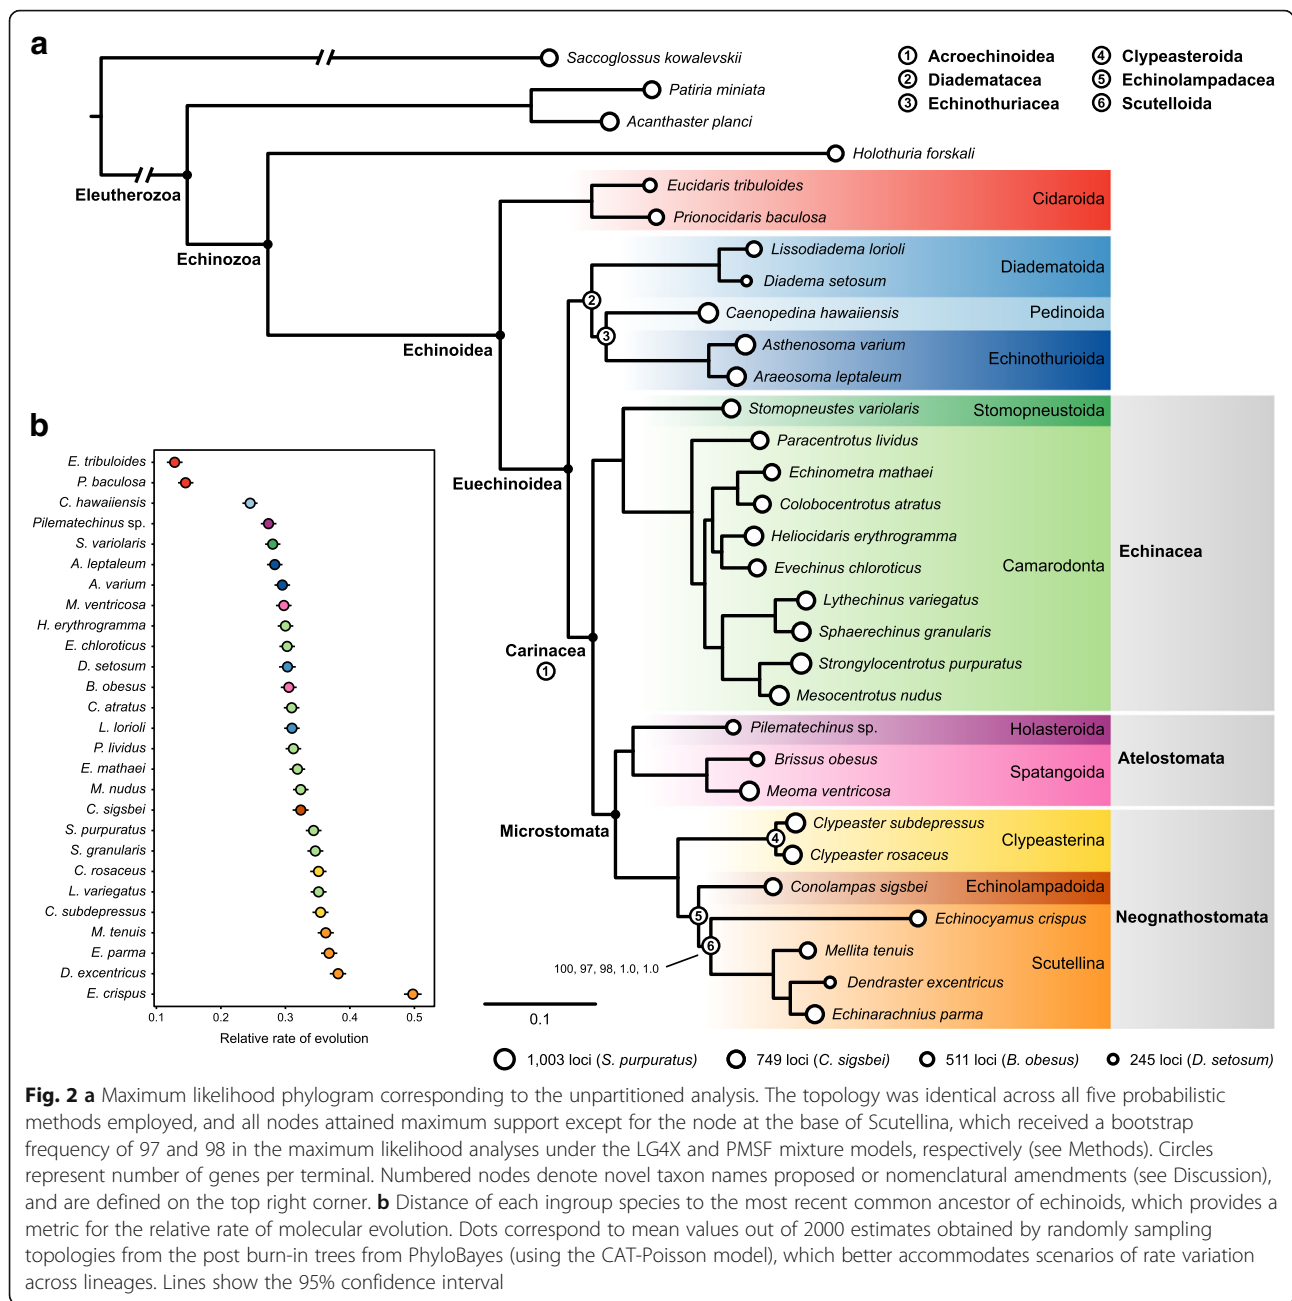 a
Saccoglossus kowalevskii
Patiria miniata
Acanthaster planci
Holothuria forskali
1 Acroechinoidea
2 Diadematacea
3 Echinothuriacea
4 Clypeasteroida
5 Echinolampadacea
6 Scutelloida
Eleutherozoa
Echinozoa
Echinoidea
Euechinoidea
Carinacea
1
Microstomata
Eucidaris tribuloides
Prionocidaris baculosa
Cidaroida
2
3
Lissodiadema lorioli
Diadema setosum
Diadematoida
Caenopedina hawaiiensis
Pedinoida
Asthenosoma varium
Araeosoma leptaleum
Echinothurioida
Stomopneustes variolaris
Stomopneustoida
Paracentrotus lividus
Echinometra mathaei
Colobocentrotus atratus
Heliocidaris erythrogramma
Evechinus chloroticus
Camarodonta
Lythechinus variegatus
Sphaerechinus granularis
Strongylocentrotus purpuratus
Mesocentrotus nudus
Echinacea
Pilematechinus sp.
Holasteroida
Brissus obesus
Meoma ventricosa
Spatangoida
Atelostomata
4
Clypeaster subdepressus
Clypeaster rosaceus
Clypeasterina
5
Conolampas sigsbei
Echinolampadoida
6
100, 97, 98, 1.0, 1.0
Echinocyamus crispus
Mellita tenuis
Dendraster excentricus
Echinarachnius parma
Scutellina
Neognathostomata
0.1
1,003 loci (S. purpuratus)
749 loci (C. sigsbei)
511 loci (B. obesus)
245 loci (D. setosum)
b
E. tribuloides
P. baculosa
C. hawaiiensis
Pilematechinus sp.
S. variolaris
A. leptaleum
A. varium
M. ventricosa
H. erythrogramma
E. chloroticus
D. setosum
B. obesus
C. atratus
L. lorioli
P. lividus
E. mathaei
M. nudus
C. sigsbei
S. purpuratus
S. granularis
C. rosaceus
L. variegatus
C. subdepressus
M. tenuis
E. parma
D. excentricus
E. crispus
0.1 0.2 0.3 0.4 0.5
Relative rate of evolution
Fig. 2 a Maximum likelihood phylogram corresponding to the unpartitioned analysis. The topology was identical across all five probabilistic
methods employed, and all nodes attained maximum support except for the node at the base of Scutellina, which received a bootstrap
frequency of 97 and 98 in the maximum likelihood analyses under the LG4X and PMSF mixture models, respectively (see Methods). Circles
represent number of genes per terminal. Numbered nodes denote novel taxon names proposed or nomenclatural amendments (see Discussion),
and are defined on the top right corner. b Distance of each ingroup species to the most recent common ancestor of echinoids, which provides a
metric for the relative rate of molecular evolution. Dots correspond to mean values out of 2000 estimates obtained by randomly sampling
topologies from the post burn-in trees from PhyloBayes (using the CAT-Poisson model), which better accommodates scenarios of rate variation
across lineages. Lines show the 95% confidence interval